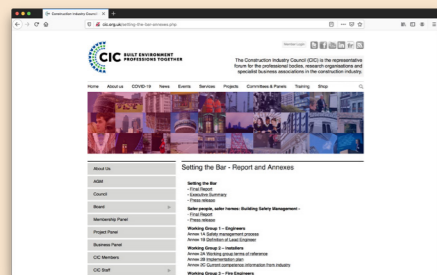 Construction Industry Council
cic.org.uk/setting-the-bar-annexes.php
CIC BUILT ENVIRONMENT
PROFESSIONS TOGETHER
Member Login
The Construction Industry Council (CIC) is the representative
forum for the professional bodies, research organisations and
specialist business associations in the construction industry.
Home About us COVID-19 News Events Services Projects Committees & Panels Training Shop
About Us
AGM
Council
Board
Membership Panel
Project Panel
Business Panel
CIC Members
CIC Staff
Setting the Bar - Report and Annexes
Setting the Bar
- Final Report
- Executive Summary
- Press release
Safer people, safer homes: Building Safety Management -
- Final Report
- Press release
Working Group 1 – Engineers
Annex 1A Safety management process
Annex 1B Definition of Lead Engineer
Working Group 2 – Installers
Annex 2A Working group terms of reference
Annex 2B Implementation plan
Annex 2C Current competence information from industry
Working Group 3 – Fire Engineers